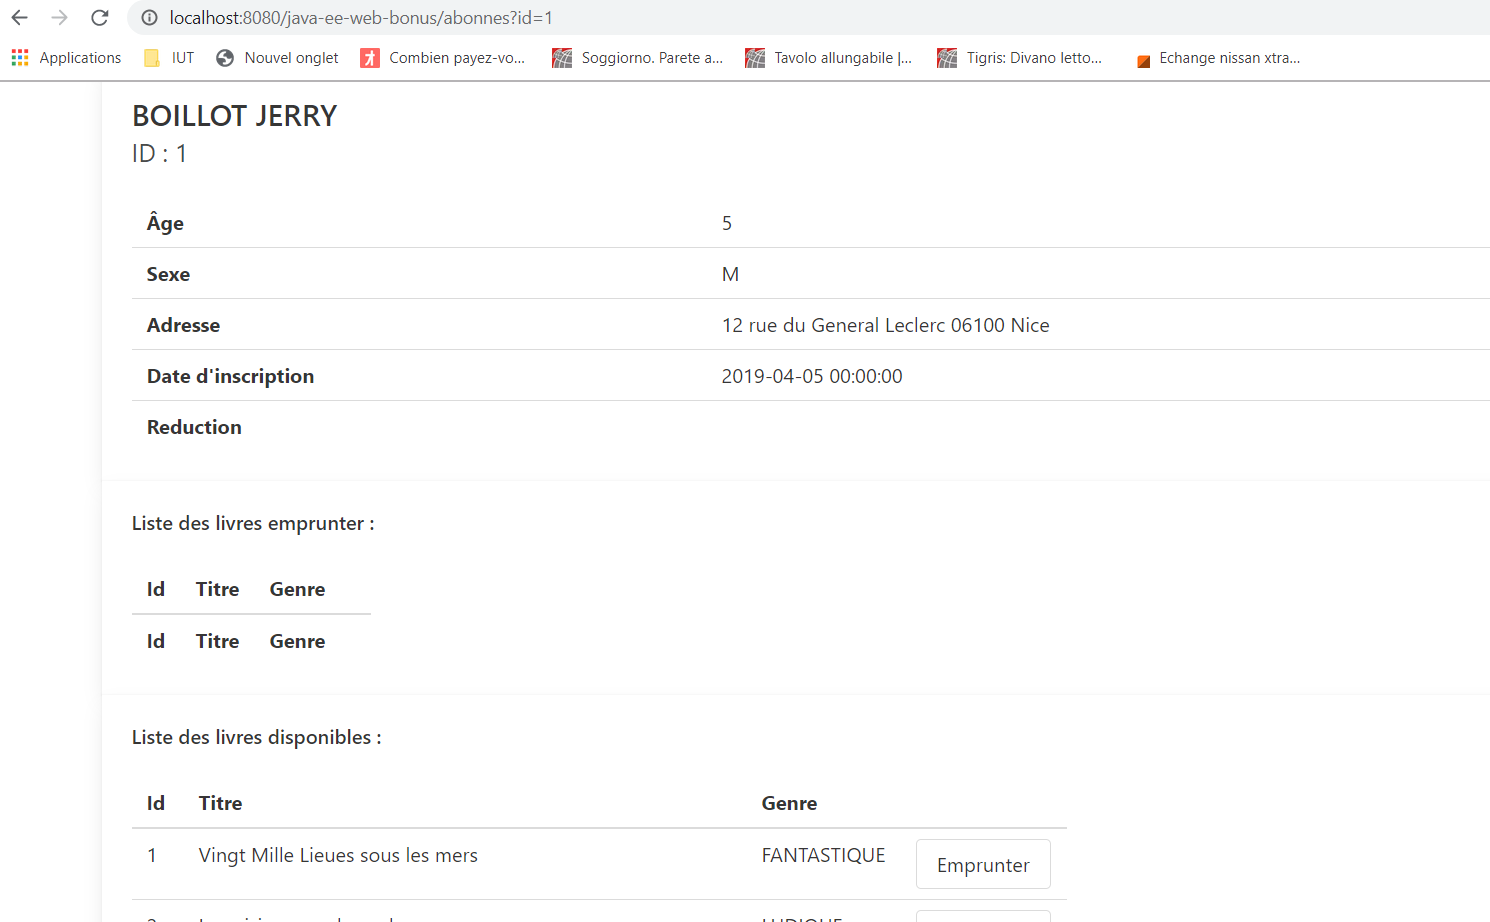 localhost:8080/java-ee-web-bonus/abonnes?id=1
Applications IUT Nouvel onglet Combien payez-vo... Soggiorno. Parete a... Tavolo allungabile |... Tigris: Divano letto... Echange nissan xtra...
BOILLOT JERRY
ID : 1
Âge 5
Sexe M
Adresse 12 rue du General Leclerc 06100 Nice
Date d'inscription 2019-04-05 00:00:00
Reduction
Liste des livres emprunter :
Id Titre Genre
Id Titre Genre
Liste des livres disponibles :
Id Titre Genre
1 Vingt Mille Lieues sous les mers FANTASTIQUE Emprunter